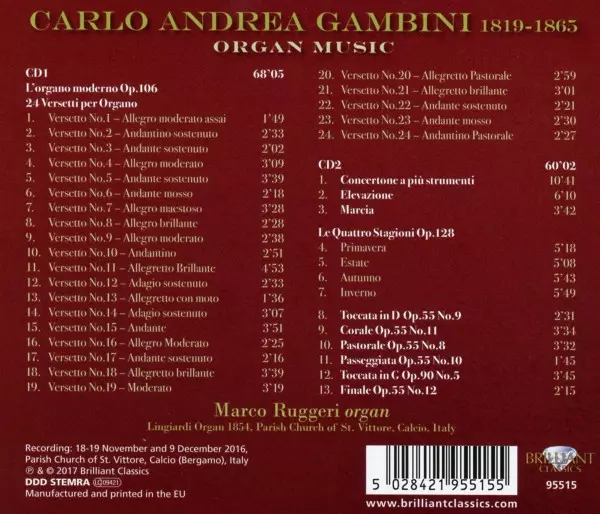 CARLO ANDREA GAMBINI 1819-1865
ORGAN MUSIC
CD1 68'05
L'organo moderno Op.106
24 Versetti per Organo
1. Versetto No.1 – Allegro moderato assai 1'49
2. Versetto No.2 – Andantino sostenuto 2'33
3. Versetto No.3 – Andante sostenuto 2'02
4. Versetto No.4 – Allegro moderato 3'09
5. Versetto No.5 – Andante sostenuto 3'39
6. Versetto No.6 – Andante mosso 2'18
7. Versetto No.7 – Allegro maestoso 3'28
8. Versetto No.8 – Allegro brillante 2'28
9. Versetto No.9 – Allegro moderato 2'38
10. Versetto No.10 – Andantino 2'51
11. Versetto No.11 – Allegretto Brillante 4'53
12. Versetto No.12 – Adagio sostenuto 2'33
13. Versetto No.13 – Allegretto con moto 1'36
14. Versetto No.14 – Adagio sostenuto 3'07
15. Versetto No.15 – Andante 3'51
16. Versetto No.16 – Allegro Moderato 2'25
17. Versetto No.17 – Andante sostenuto 2'16
18. Versetto No.18 – Allegretto brillante 3'39
19. Versetto No.19 – Moderato 3'19
20. Versetto No.20 – Allegretto Pastorale 2'59
21. Versetto No.21 – Allegretto brillante 3'01
22. Versetto No.22 – Andante sostenuto 2'21
23. Versetto No.23 – Andante mosso 2'30
24. Versetto No.24 – Andantino Pastorale 2'27
CD2 60'02
1. Concertone a più strumenti 10'41
2. Elevazione 6'10
3. Marcia 3'42
Le Quattro Stagioni Op.128
4. Primavera 5'18
5. Estate 5'08
6. Autunno 5'43
7. Inverno 5'49
8. Toccata in D Op.55 No.9 2'31
9. Corale Op.55 No.11 3'34
10. Pastorale Op.55 No.8 3'32
11. Passeggiata Op.55 No.10 1'45
12. Toccata in G Op.90 No.5 3'45
13. Finale Op.55 No.12 2'15
Marco Ruggeri organ
Lingiardi Organ 1854, Parish Church of St. Vittore, Calcio, Italy
Recording: 18-19 November and 9 December 2016,
Parish Church of St. Vittore, Calcio (Bergamo), Italy
℗ & © 2017 Brilliant Classics
DDD STEMRA LC 09421
Manufactured and printed in the EU
5 028421 955155
www.brilliantclassics.com
BRILLIANT
CLASSICS
95515